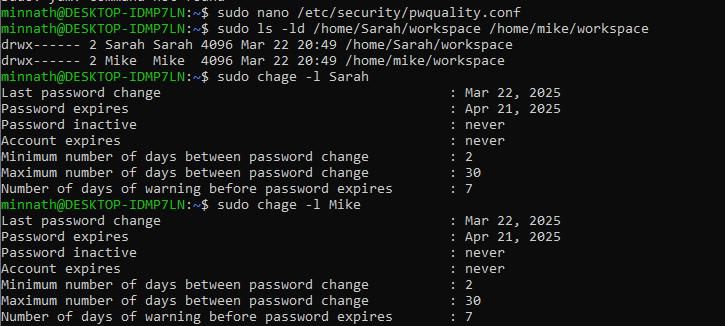 minnath@DESKTOP-IDMP7LN:~$ sudo nano /etc/security/pwquality.conf
minnath@DESKTOP-IDMP7LN:~$ sudo ls -ld /home/Sarah/workspace /home/mike/workspace
drwx------ 2 Sarah Sarah 4096 Mar 22 20:49 /home/Sarah/workspace
drwx------ 2 Mike  Mike  4096 Mar 22 20:49 /home/mike/workspace
minnath@DESKTOP-IDMP7LN:~$ sudo chage -l Sarah
Last password change                                    : Mar 22, 2025
Password expires                                        : Apr 21, 2025
Password inactive                                       : never
Account expires                                         : never
Minimum number of days between password change          : 2
Maximum number of days between password change          : 30
Number of days of warning before password expires       : 7
minnath@DESKTOP-IDMP7LN:~$ sudo chage -l Mike
Last password change                                    : Mar 22, 2025
Password expires                                        : Apr 21, 2025
Password inactive                                       : never
Account expires                                         : never
Minimum number of days between password change          : 2
Maximum number of days between password change          : 30
Number of days of warning before password expires       : 7